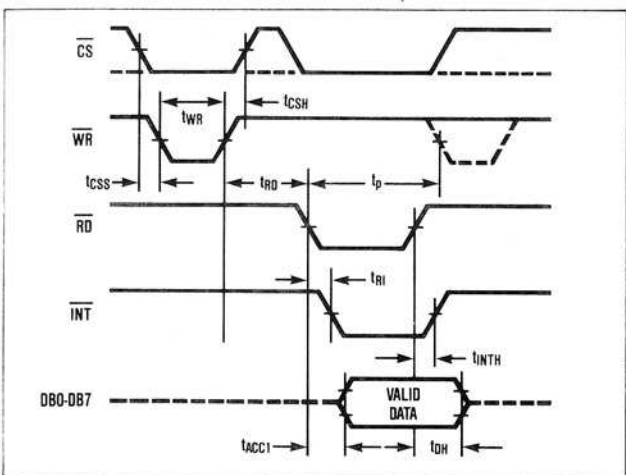 CS
tWR
tCSH
WR
tCSS
tRD
tP
RD
tRI
INT
tINTH
DB0-DB7
VALID
DATA
tACC1
tDH